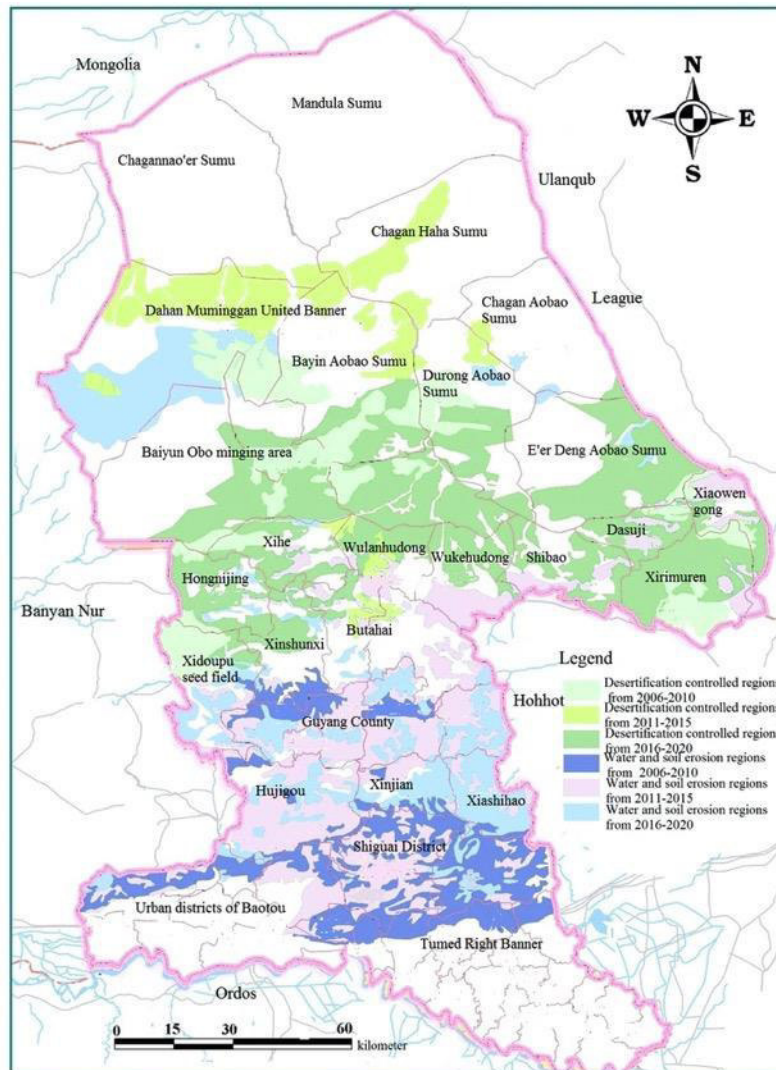 Mongolia
N
Mandula Sumu
W
E
S
Chagannao'er Sumu
Ulanqub
Chagan Haha Sumu
Chagan Aobao
Sumu
League
Dahan Muminggan United Banner
Bayin Aobao Sumu
Durong Aobao
Sumu
Baiyun Obo minging area
E'er Deng Aobao Sumu
Xiaowen
gong
Dasuji
Xihe
Wulanhudong
Wukehudong
Shibao
Hongnijing
Xirimuren
Banyan Nur
Butahai
Xinshunxi
Xidoupu
seed field
Legend
Desertification controlled regions
from 2006-2010
Desertification controlled regions
from 2011-2015
Desertification controlled regions
from 2016-2020
Water and soil erosion regions
from 2006-2010
Water and soil erosion regions
from 2011-2015
Water and soil erosion regions
from 2016-2020
Hohhot
Guyang County
Hujigou
Xinjian
Xiashihao
Shiguai District
Urban districts of Baotou
Tumed Right Banner
Ordos
0 15 30 60
kilometer